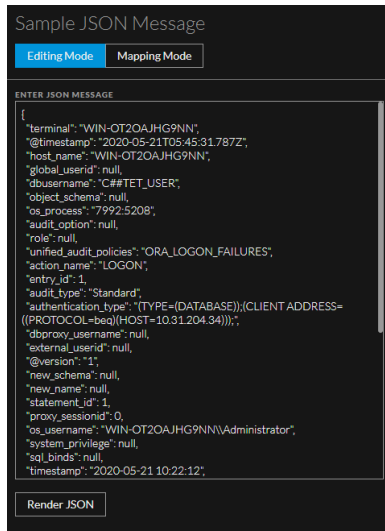 Sample JSON Message
Editing Mode Mapping Mode
ENTER JSON MESSAGE
{
"terminal": "WIN-OT2OAJHG9NN",
"@timestamp": "2020-05-21T05:45:31.787Z",
"host_name": "WIN-OT2OAJHG9NN",
"global_userid": null,
"dbusername": "C##TET_USER",
"object_schema": null,
"os_process": "7992:5208",
"audit_option": null,
"role": null,
"unified_audit_policies": "ORA_LOGON_FAILURES",
"action_name": "LOGON",
"entry_id": 1,
"audit_type": "Standard",
"authentication_type": "(TYPE=(DATABASE));(CLIENT ADDRESS=
((PROTOCOL=beq)(HOST=10.31.204.34)));",
"dbproxy_username": null,
"external_userid": null,
"@version": "1",
"new_schema": null,
"new_name": null,
"statement_id": 1,
"proxy_sessionid": 0,
"os_username": "WIN-OT2OAJHG9NN\\Administrator",
"system_privilege": null,
"sql_binds": null,
"timestamp": "2020-05-21 10:22:12",
Render JSON